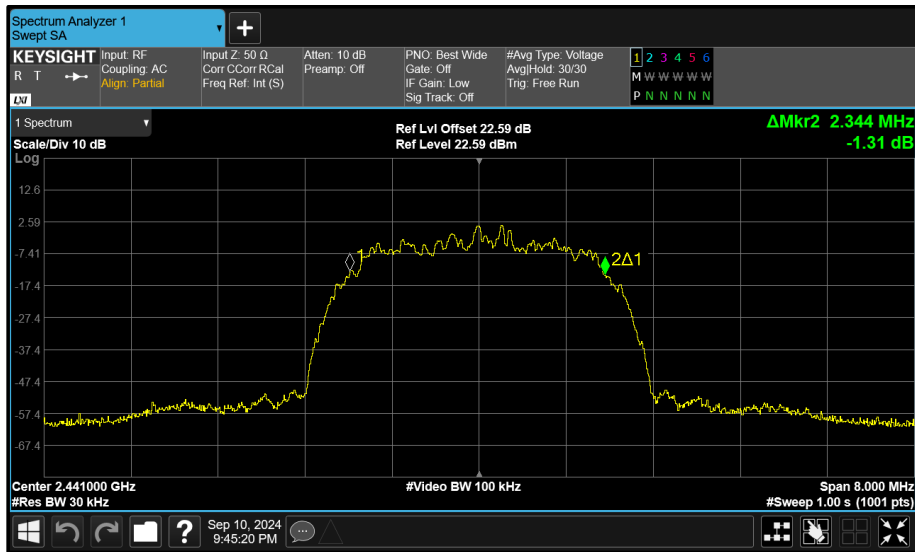 Spectrum Analyzer 1
Swept SA
KEYSIGHT
R T
LXI
Input: RF
Coupling: AC
Align: Partial
Input Z: 50 Ω
Corr CCorr RCal
Freq Ref: Int (S)
Atten: 10 dB
Preamp: Off
PNO: Best Wide
Gate: Off
IF Gain: Low
Sig Track: Off
#Avg Type: Voltage
Avg|Hold: 30/30
Trig: Free Run
1 2 3 4 5 6
M W W W W W
P N N N N N
1 Spectrum
Scale/Div 10 dB
Log
Ref Lvl Offset 22.59 dB
Ref Level 22.59 dBm
ΔMkr2 2.344 MHz
-1.31 dB
12.6
2.59
-7.41
-17.4
-27.4
-37.4
-47.4
-57.4
-67.4
1
2Δ1
Center 2.441000 GHz
#Res BW 30 kHz
#Video BW 100 kHz
Span 8.000 MHz
#Sweep 1.00 s (1001 pts)
?
Sep 10, 2024
9:45:20 PM